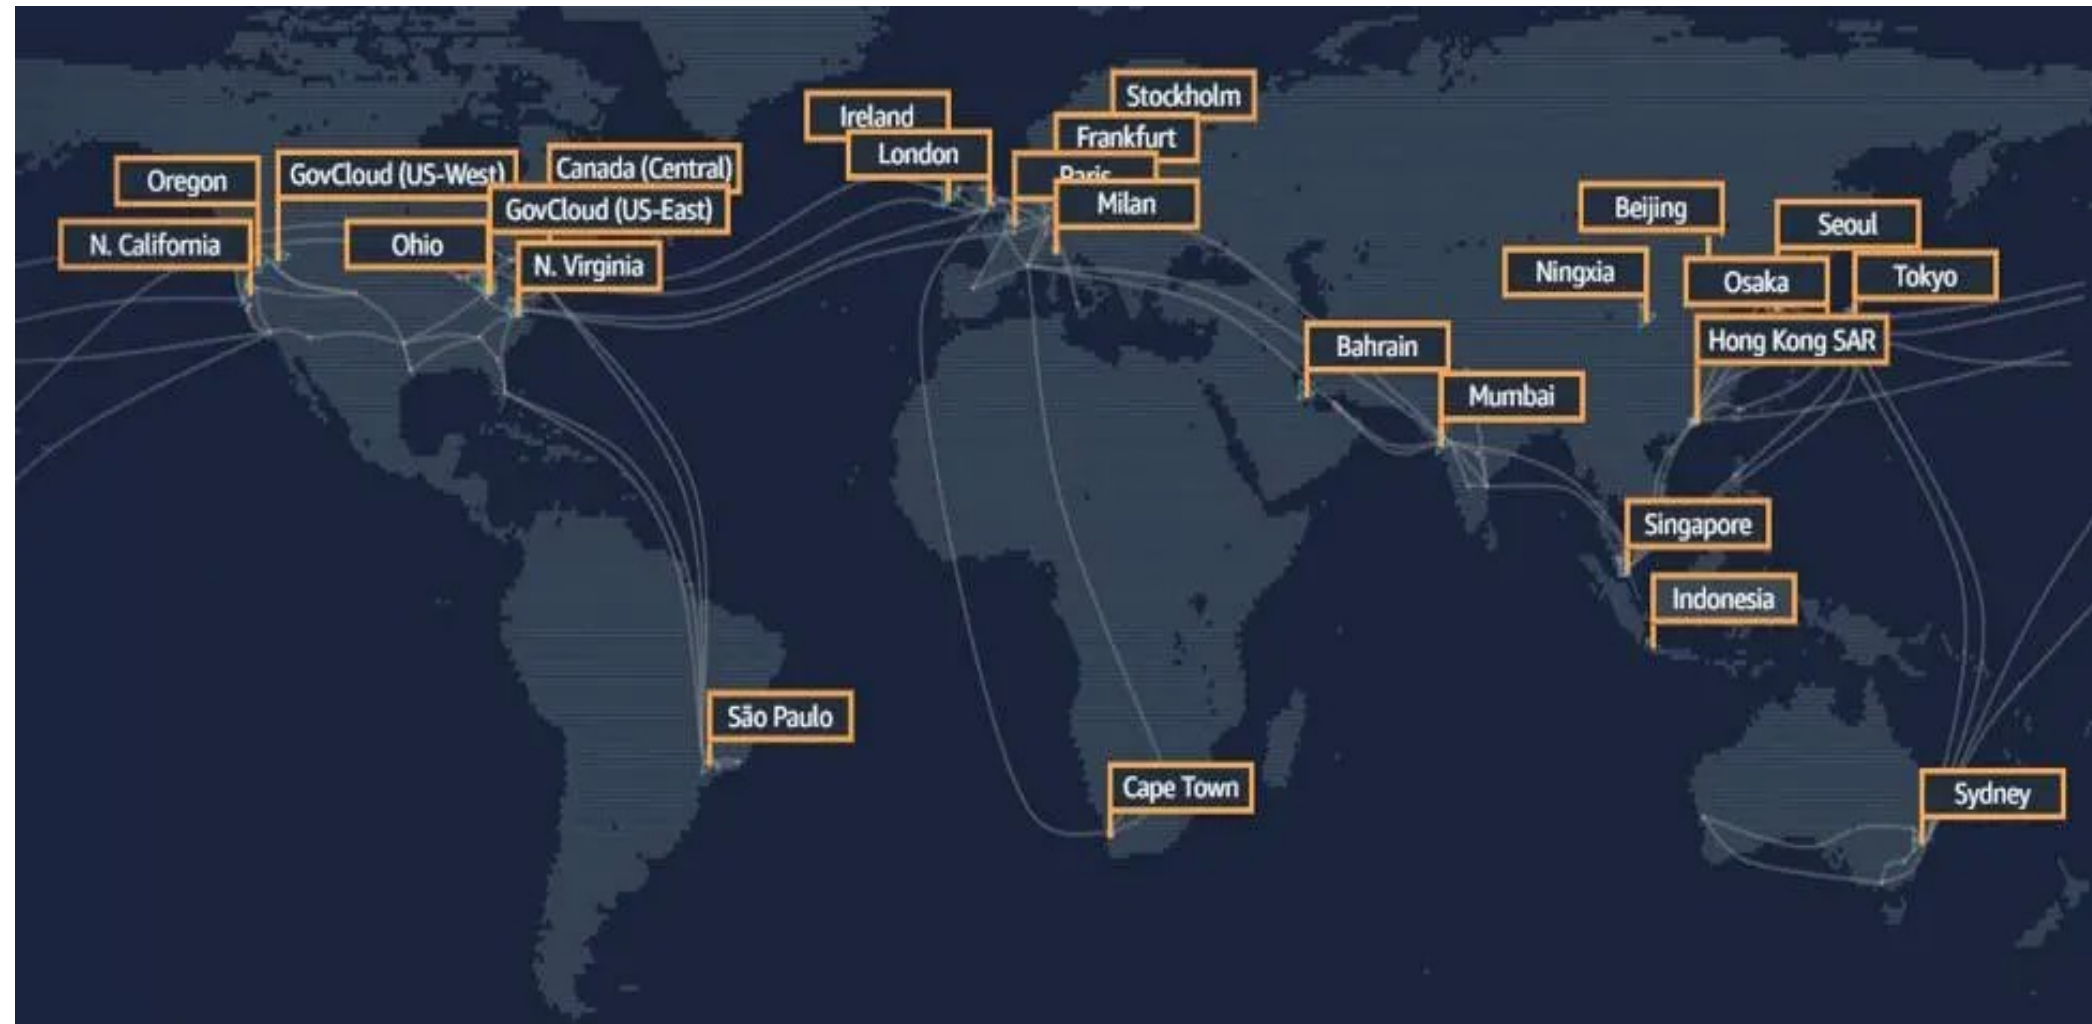 Stockholm
Ireland
Frankfurt
London
Paris
Milan
Oregon
GovCloud (US-West)
Canada (Central)
GovCloud (US-East)
N. California
Ohio
N. Virginia
Beijing
Seoul
Ningxia
Osaka
Tokyo
Hong Kong SAR
Bahrain
Mumbai
Singapore
Indonesia
São Paulo
Cape Town
Sydney